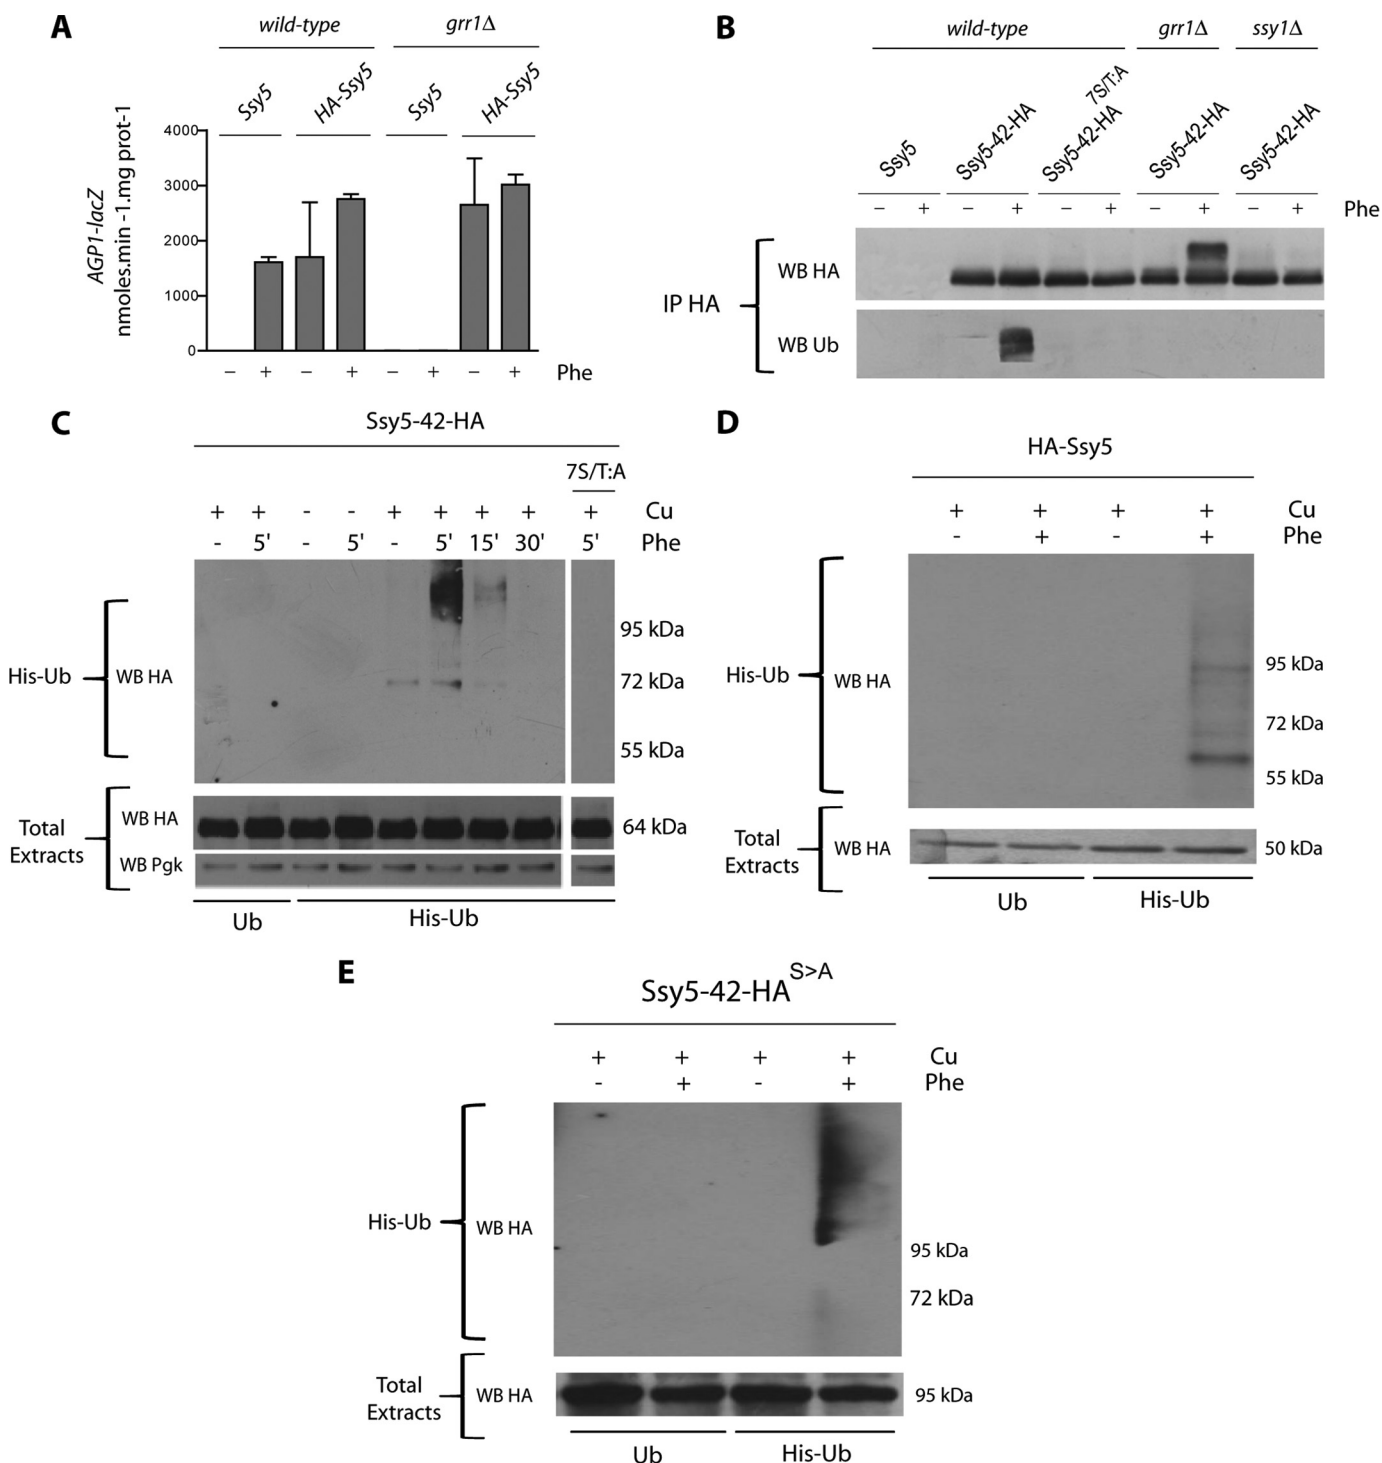 A
wild-type
grr1Δ
Ssy5
HA-Ssy5
Ssy5
HA-Ssy5
AGP1-lacZ
nmoles.min -1.mg prot-1
4000
3000
2000
1000
0
– + – + – + – + Phe
B
wild-type
grr1Δ
ssy1Δ
Ssy5
Ssy5-42-HA
7S/T:A
Ssy5-42-HA
Ssy5-42-HA
Ssy5-42-HA
– + – + – + – + – + Phe
IP HA
WB HA
WB Ub
C
Ssy5-42-HA
7S/T:A
+ + - - + + + + + Cu
- 5' - 5' - 5' 15' 30' 5' Phe
His-Ub
WB HA
95 kDa
72 kDa
55 kDa
Total
Extracts
WB HA
64 kDa
WB Pgk
Ub
His-Ub
D
HA-Ssy5
+ + + + Cu
- + - + Phe
His-Ub
WB HA
95 kDa
72 kDa
55 kDa
Total
Extracts
WB HA
50 kDa
Ub
His-Ub
E
Ssy5-42-HA S>A
+ + + + Cu
- + - + Phe
His-Ub
WB HA
95 kDa
72 kDa
Total
Extracts
WB HA
95 kDa
Ub
His-Ub